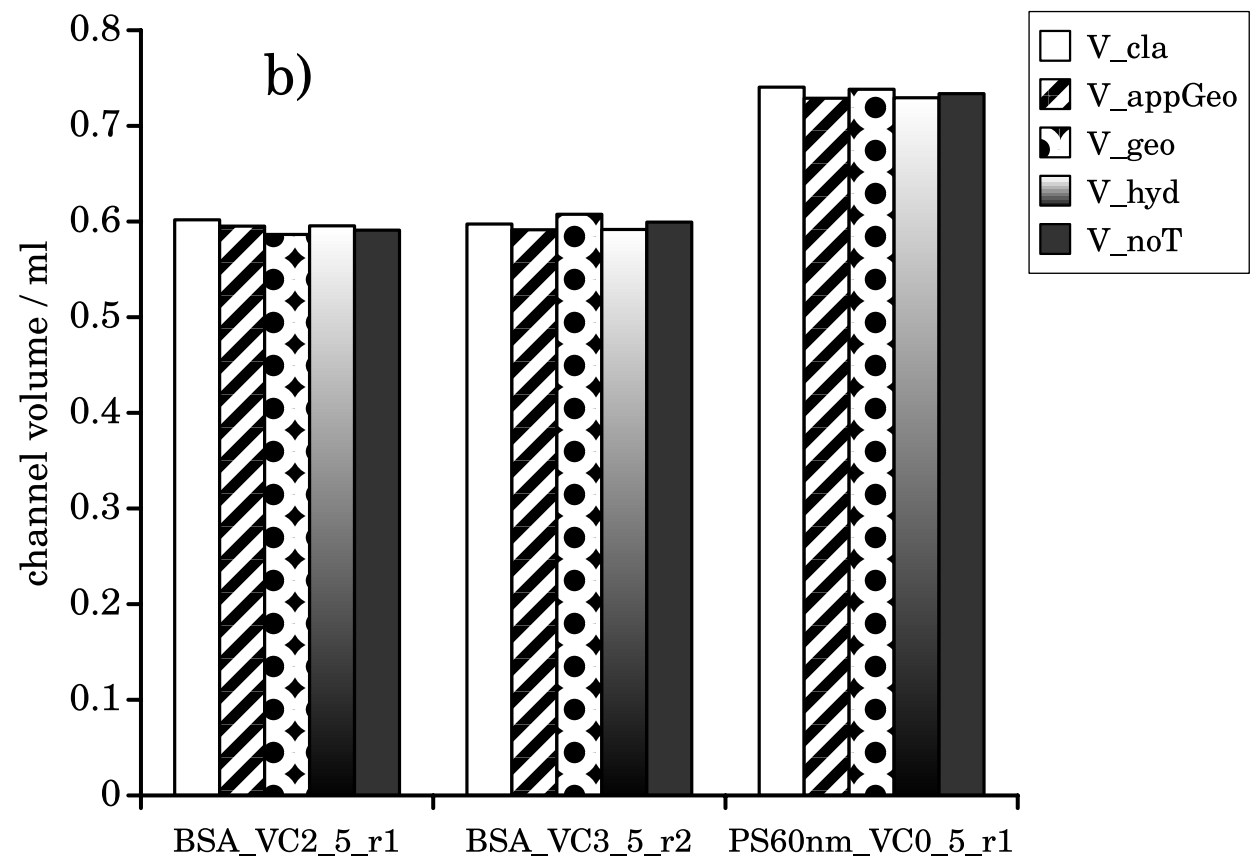 b)
channel volume / ml
0.8
0.7
0.6
0.5
0.4
0.3
0.2
0.1
0
BSA_VC2_5_r1
BSA_VC3_5_r2
PS60nm_VC0_5_r1
V_cla
V_appGeo
V_geo
V_hyd
V_noT